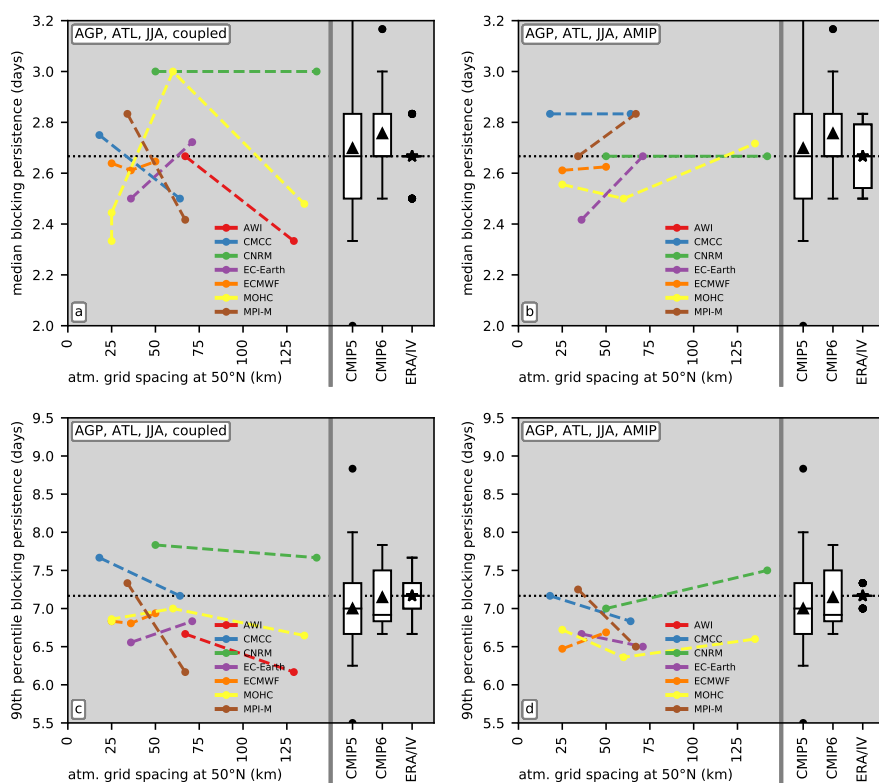 AGP, ATL, JJA, coupled
median blocking persistence (days)
3.2
3.0
2.8
2.6
2.4
2.2
2.0
AWI
CMCC
CNRM
EC-Earth
ECMWF
MOHC
MPI-M
a
0
25
50
75
100
125
CMIP5
CMIP6
ERA/IV
atm. grid spacing at 50°N (km)
AGP, ATL, JJA, AMIP
median blocking persistence (days)
3.2
3.0
2.8
2.6
2.4
2.2
2.0
AWI
CMCC
CNRM
EC-Earth
ECMWF
MOHC
MPI-M
b
0
25
50
75
100
125
CMIP5
CMIP6
ERA/IV
atm. grid spacing at 50°N (km)
AGP, ATL, JJA, coupled
90th percentile blocking persistence (days)
9.5
9.0
8.5
8.0
7.5
7.0
6.5
6.0
5.5
AWI
CMCC
CNRM
EC-Earth
ECMWF
MOHC
MPI-M
c
0
25
50
75
100
125
CMIP5
CMIP6
ERA/IV
atm. grid spacing at 50°N (km)
AGP, ATL, JJA, AMIP
90th percentile blocking persistence (days)
9.5
9.0
8.5
8.0
7.5
7.0
6.5
6.0
5.5
AWI
CMCC
CNRM
EC-Earth
ECMWF
MOHC
MPI-M
d
0
25
50
75
100
125
CMIP5
CMIP6
ERA/IV
atm. grid spacing at 50°N (km)